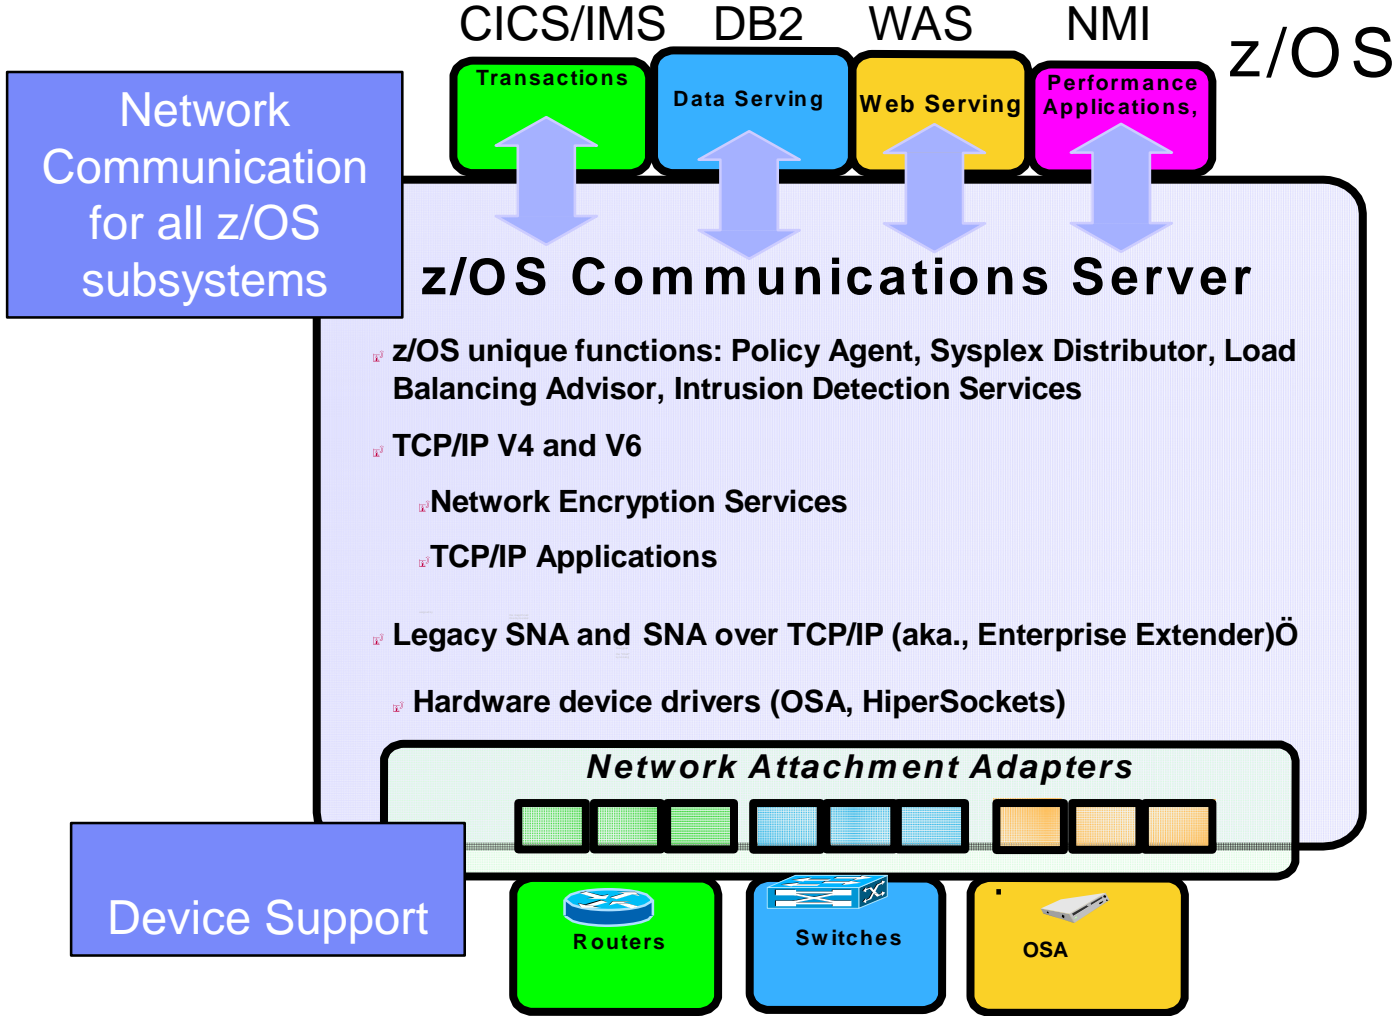 CICS/IMS DB2 WAS NMI
z/OS
Transactions
Data Serving
Web Serving
Performance
Applications,
Network
Communication
for all z/OS
subsystems
z/OS Communications Server
z/OS unique functions: Policy Agent, Sysplex Distributor, Load
Balancing Advisor, Intrusion Detection Services
TCP/IP V4 and V6
Network Encryption Services
TCP/IP Applications
Legacy SNA and SNA over TCP/IP (aka., Enterprise Extender)Ö
Hardware device drivers (OSA, HiperSockets)
Network Attachment Adapters
Device Support
Routers
Switches
OSA